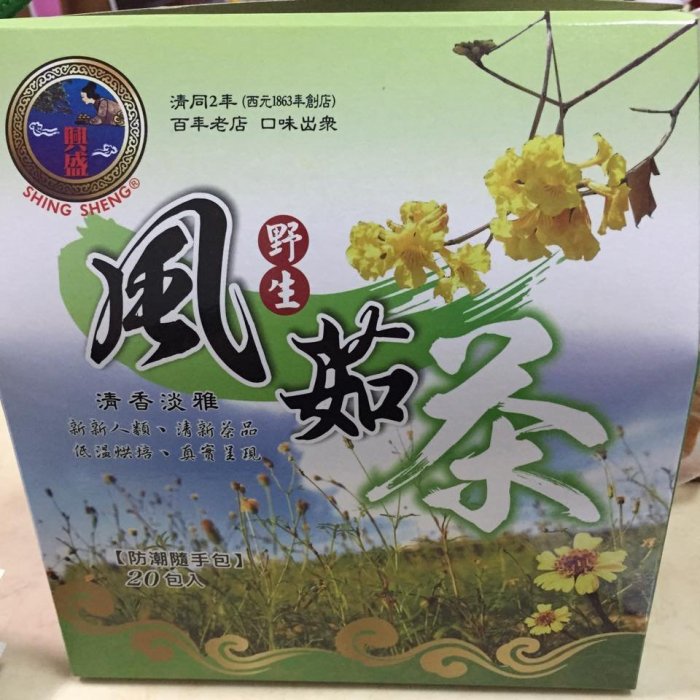 清同2年 (西元1863年創店)
百年老店 口味出衆
興盛
SHING SHENG®
野生
風茹茶
清香淡雅
新新人類、清新茶品
低溫烘培、真實呈現
【防潮隨手包】
20包入